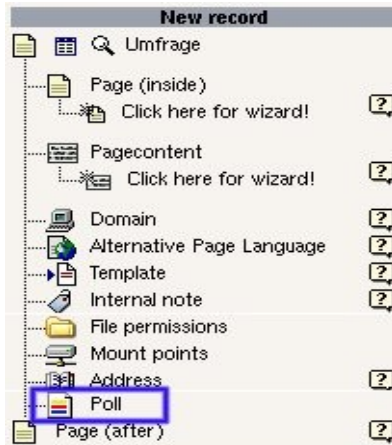 New record
Umfrage
Page (inside)
Click here for wizard!
Pagecontent
Click here for wizard!
Domain
Alternative Page Language
Template
Internal note
File permissions
Mount points
Address
Poll
Page (after)